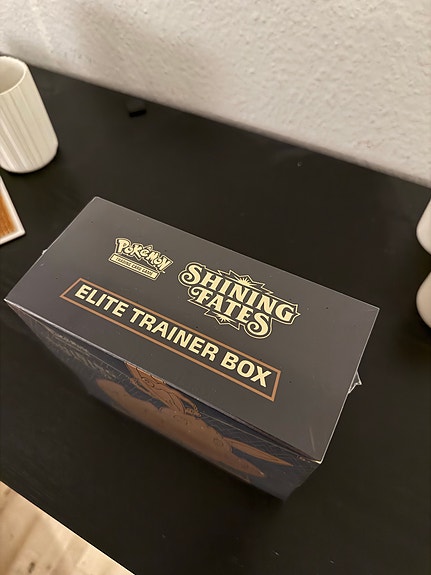 Pokémon
TRADING CARD GAME
SHINING
FATES
ELITE TRAINER BOX